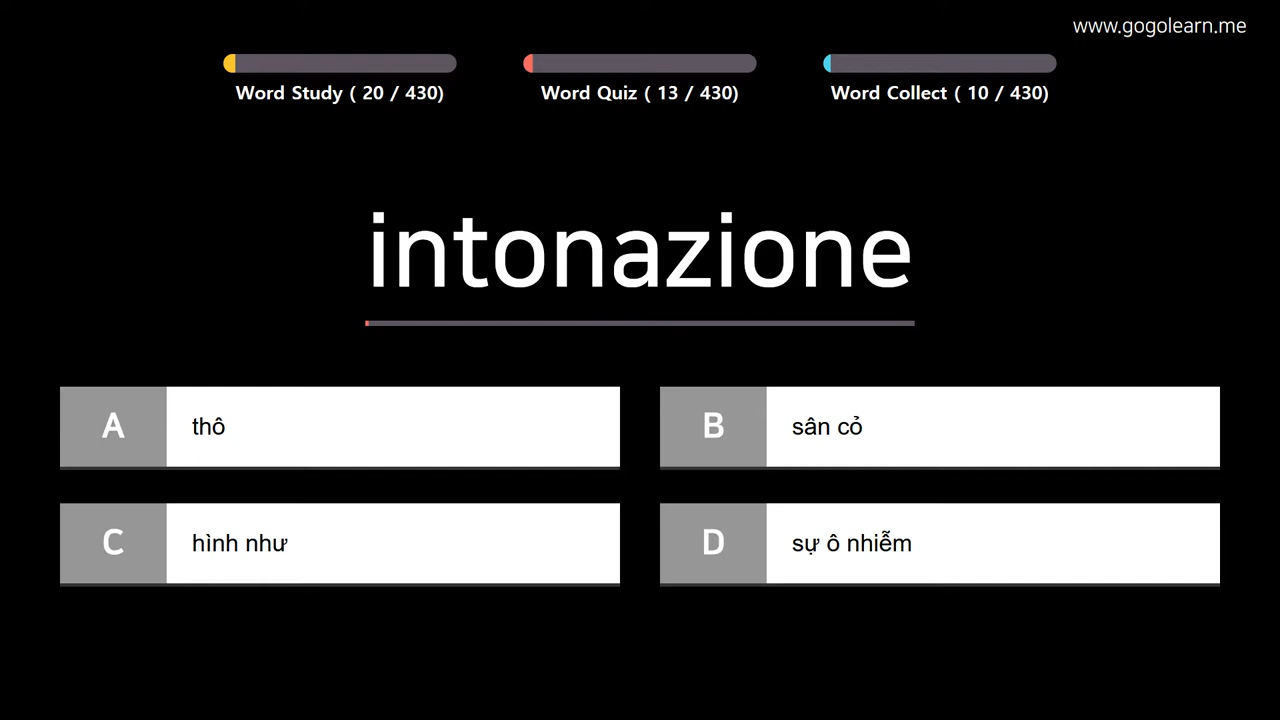 www.gogolearn.me
Word Study ( 20 / 430)
Word Quiz ( 13 / 430)
Word Collect ( 10 / 430)
intonazione
A
thô
B
sân cỏ
C
hình như
D
sự ô nhiễm